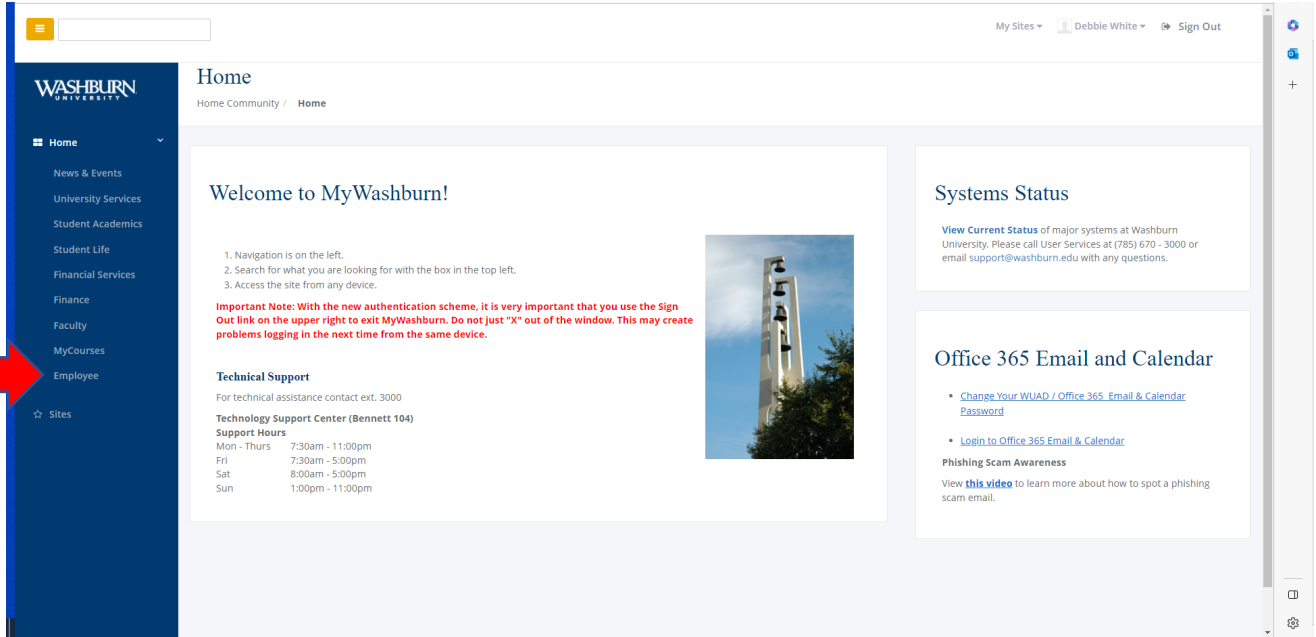 My Sites
Debbie White
Sign Out
WASHBURN
UNIVERSITY
Home
News & Events
University Services
Student Academics
Student Life
Financial Services
Finance
Faculty
MyCourses
Employee
Sites
Home
Home Community / Home
Welcome to MyWashburn!
1. Navigation is on the left.
2. Search for what you are looking for with the box in the top left.
3. Access the site from any device.
Important Note: With the new authentication scheme, it is very important that you use the Sign
Out link on the upper right to exit MyWashburn. Do not just "X" out of the window. This may create
problems logging in the next time from the same device.
Technical Support
For technical assistance contact ext. 3000
Technology Support Center (Bennett 104)
Support Hours
Mon - Thurs 7:30am - 11:00pm
Fri 7:30am - 5:00pm
Sat 8:00am - 5:00pm
Sun 1:00pm - 11:00pm
Systems Status
View Current Status of major systems at Washburn
University. Please call User Services at (785) 670 - 3000 or
email support@washburn.edu with any questions.
Office 365 Email and Calendar
• Change Your WUAD / Office 365 Email & Calendar
Password
• Login to Office 365 Email & Calendar
Phishing Scam Awareness
View this video to learn more about how to spot a phishing
scam email.